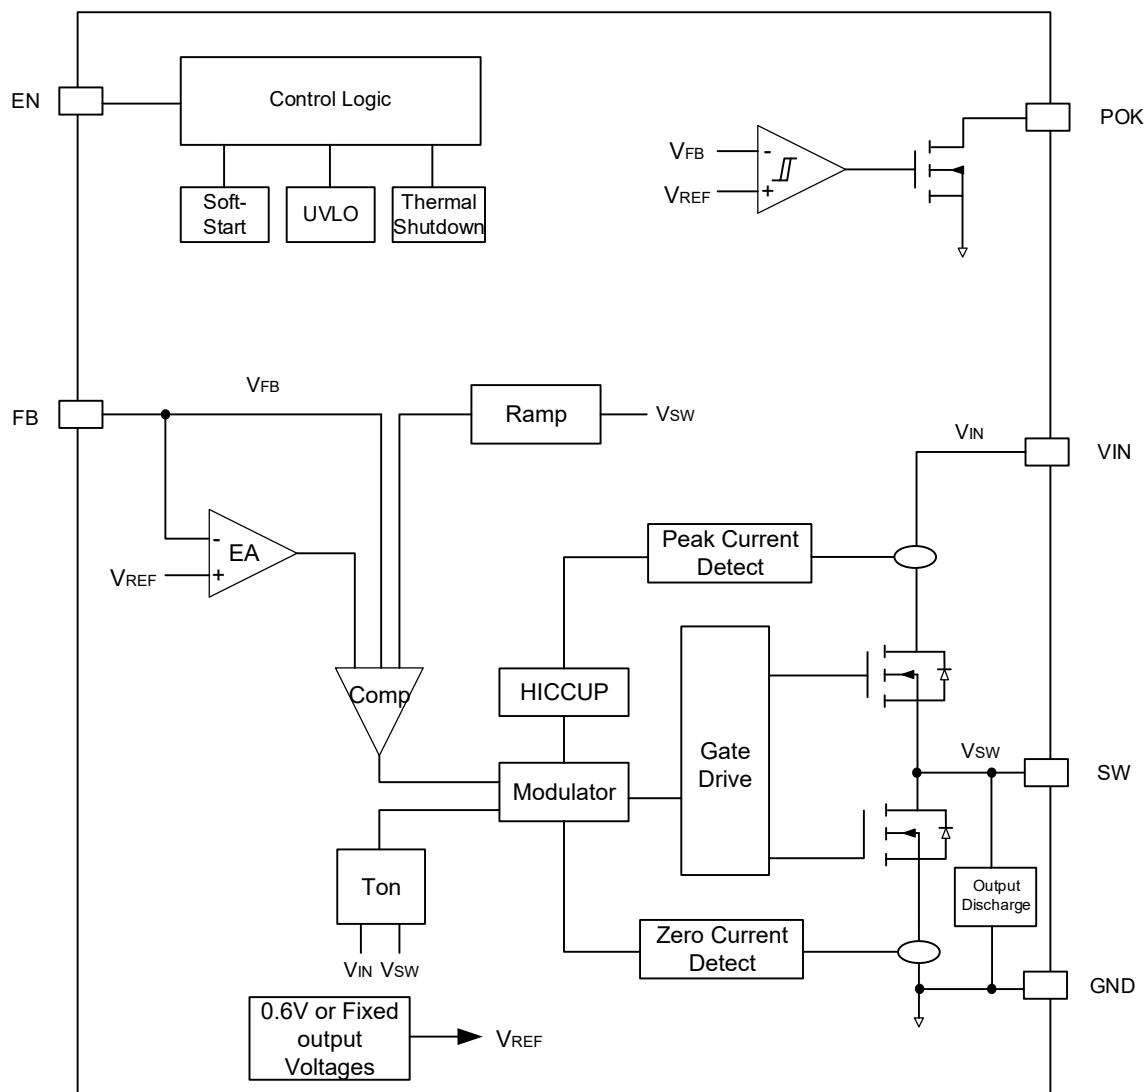 EN
Control Logic
Soft-
Start
UVLO
Thermal
Shutdown
VFB
-
VREF
+
POK
FB
VFB
Ramp
VSW
VIN
VIN
-
EA
VREF
+
Peak Current
Detect
Comp
HICCUP
Gate
Drive
Modulator
VSW
SW
Ton
VIN
VSW
Output
Discharge
Zero Current
Detect
GND
0.6V or Fixed
output
Voltages
VREF